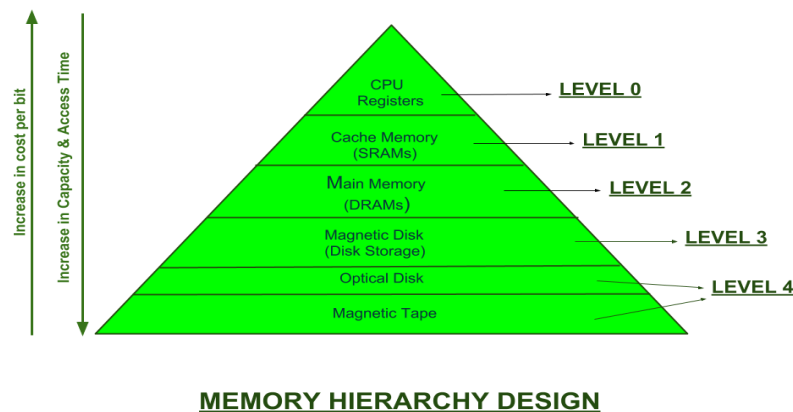 Increase in cost per bit
Increase in Capacity & Access Time
CPU
Registers
LEVEL 0
Cache Memory
(SRAMs)
LEVEL 1
Main Memory
(DRAMs)
LEVEL 2
Magnetic Disk
(Disk Storage)
LEVEL 3
Optical Disk
LEVEL 4
Magnetic Tape
MEMORY HIERARCHY DESIGN